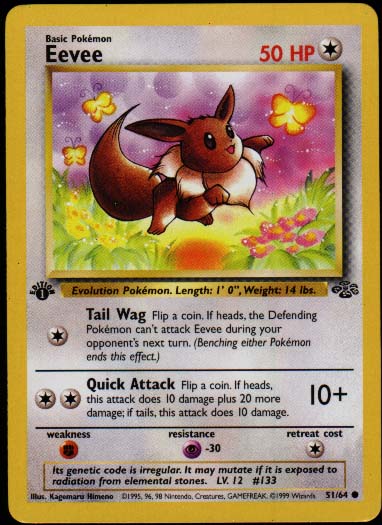 Basic Pokémon
Eevee 50 HP
EDITION
1
Evolution Pokémon. Length: 1' 0", Weight: 14 lbs.
Tail Wag Flip a coin. If heads, the Defending
Pokémon can't attack Eevee during your
opponent's next turn. (Benching either Pokémon
ends this effect.)
Quick Attack Flip a coin. If heads,
this attack does 10 damage plus 20 more
damage; if tails, this attack does 10 damage.
10+
weakness resistance retreat cost
-30
Its genetic code is irregular. It may mutate if it is exposed to
radiation from elemental stones. LV. 12 #133
Illus. Kagemaru Himeno ©1995, 96, 98 Nintendo, Creatures, GAMEFREAK. ©1999 Wizards. 51/64